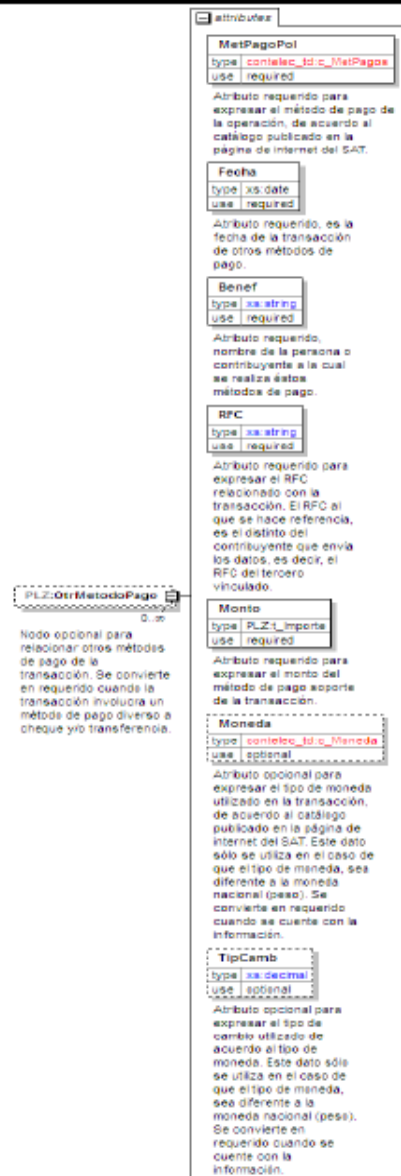 attributes
MetPagoPol
type contelec_td:c_MetPagos
use required
Atributo requerido para
expresar el método de pago de
la operación, de acuerdo al
catálogo publicado en la
página de internet del SAT.
Fecha
type xs:date
use required
Atributo requerido, es la
fecha de la transacción
de otros métodos de
pago.
Benef
type xs:string
use required
Atributo requerido,
nombre de la persona o
contribuyente a la cual
se realiza éstos
métodos de pago.
RFC
type xs:string
use required
Atributo requerido para
expresar el RFC
relacionado con la
transacción. El RFC al
que se hace referencia,
es el distinto del
contribuyente que envía
los datos, es decir, el
RFC del tercero
vinculado.
PLZ:OtrMetodoPago
0..∞
Nodo opcional para
relacionar otros métodos
de pago de la
transacción. Se convierte
en requerido cuando la
transacción involucra un
método de pago diverso a
cheque y/o transferencia.
Monto
type PLZ:t_Importe
use required
Atributo requerido para
expresar el monto del
método de pago soporte
de la transacción.
Moneda
type contelec_td:c_Moneda
use optional
Atributo opcional para
expresar el tipo de moneda
utilizado en la transacción,
de acuerdo al catálogo
publicado en la página de
internet del SAT. Este dato
sólo se utiliza en el caso de
que el tipo de moneda, sea
diferente a la moneda
nacional (peso). Se
convierte en requerido
cuando se cuente con la
información.
TipCamb
type xs:decimal
use optional
Atributo opcional para
expresar el tipo de
cambio utilizado de
acuerdo al tipo de
moneda. Este dato sólo
se utiliza en el caso de
que el tipo de moneda,
sea diferente a la
moneda nacional (peso).
Se convierte en
requerido cuando se
cuente con la
información.